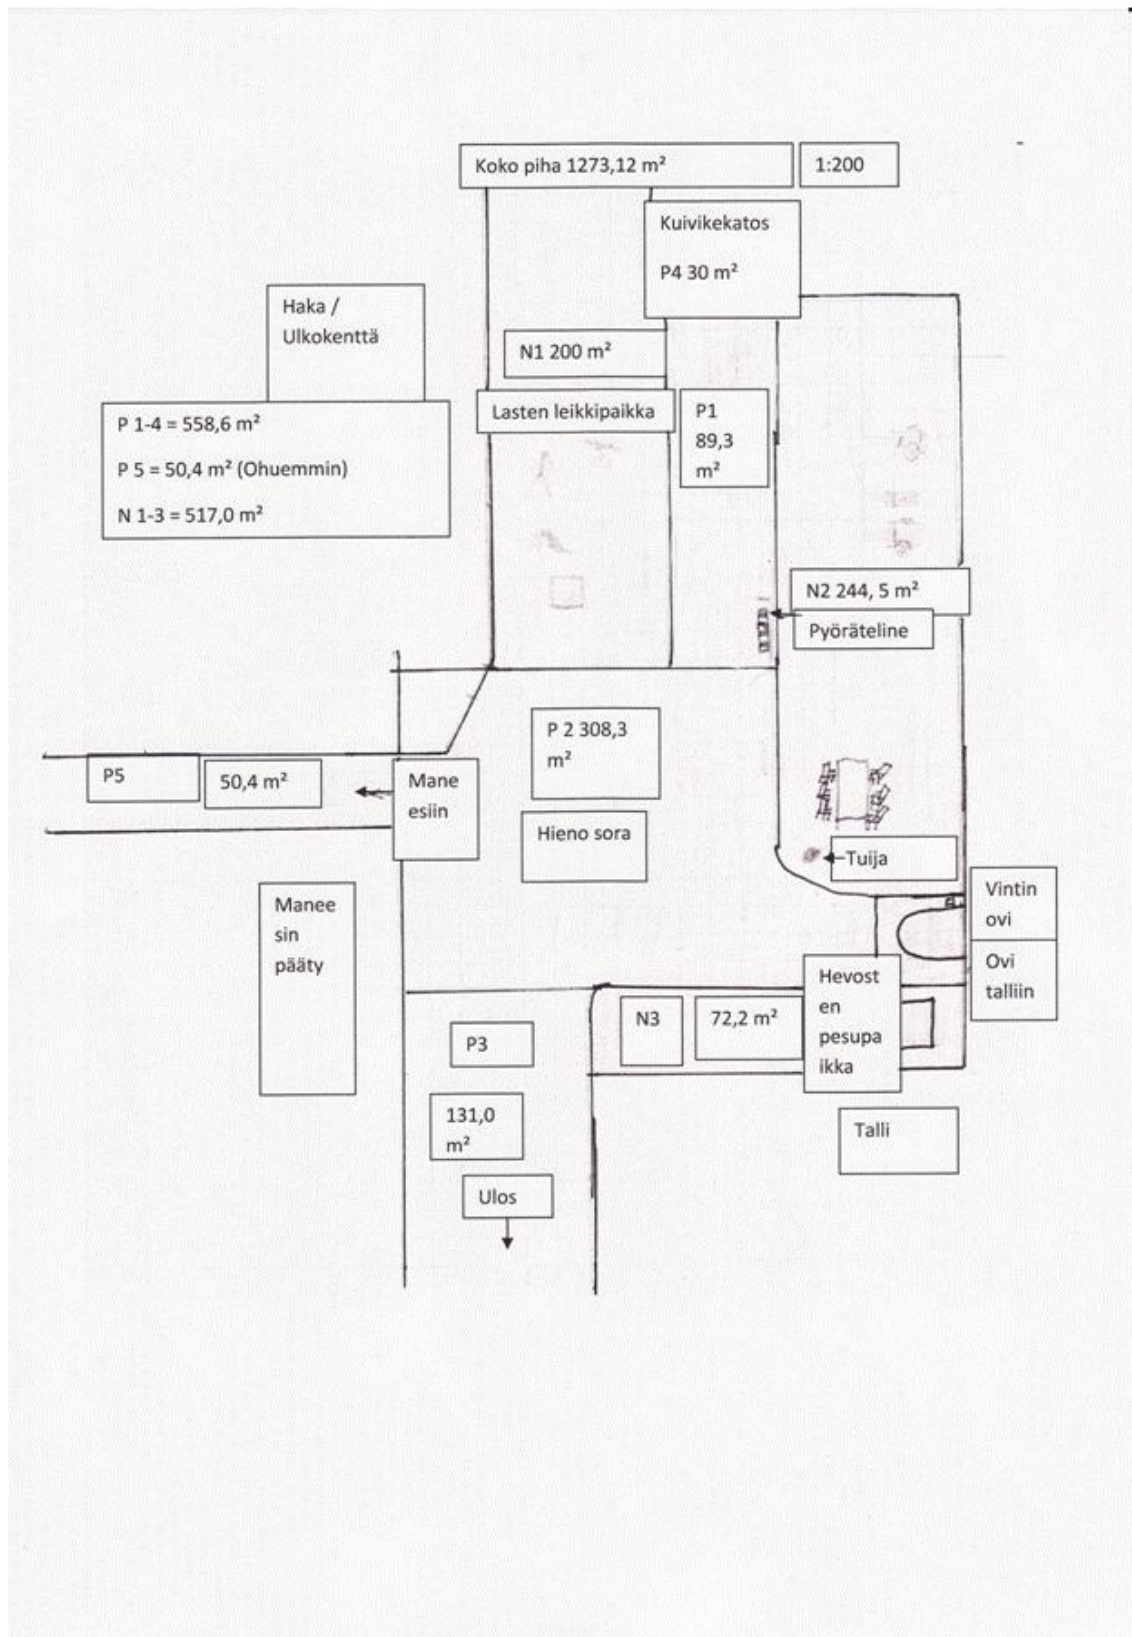 Koko piha 1273,12 m²
1:200
Kuivikekatos
P4 30 m²
Haka /
Ulkokenttä
N1 200 m²
Lasten leikkipaikka
P1
89,3
m²
P 1-4 = 558,6 m²
P 5 = 50,4 m² (Ohuemmin)
N 1-3 = 517,0 m²
N2 244, 5 m²
Pyöräteline
P 2 308,3
m²
P5
50,4 m²
Mane
esiin
Hieno sora
Tuija
Manee
sin
pääty
Vintin
ovi
Ovi
talliin
Hevost
en
pesupa
ikka
N3
72,2 m²
P3
131,0
m²
Talli
Ulos